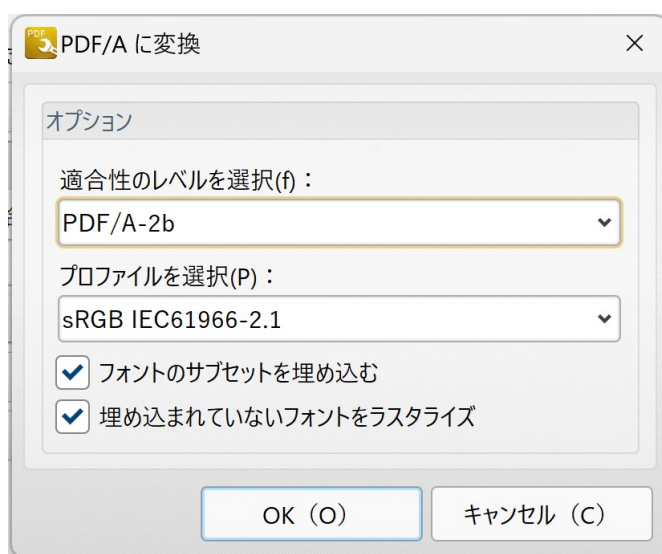 PDF
PDF/A に変換
オプション
適合性のレベルを選択(f)：
PDF/A-2b
プロファイルを選択(P)：
sRGB IEC61966-2.1
フォントのサブセットを埋め込む
埋め込まれていないフォントをラスタライズ
OK（O） キャンセル（C）